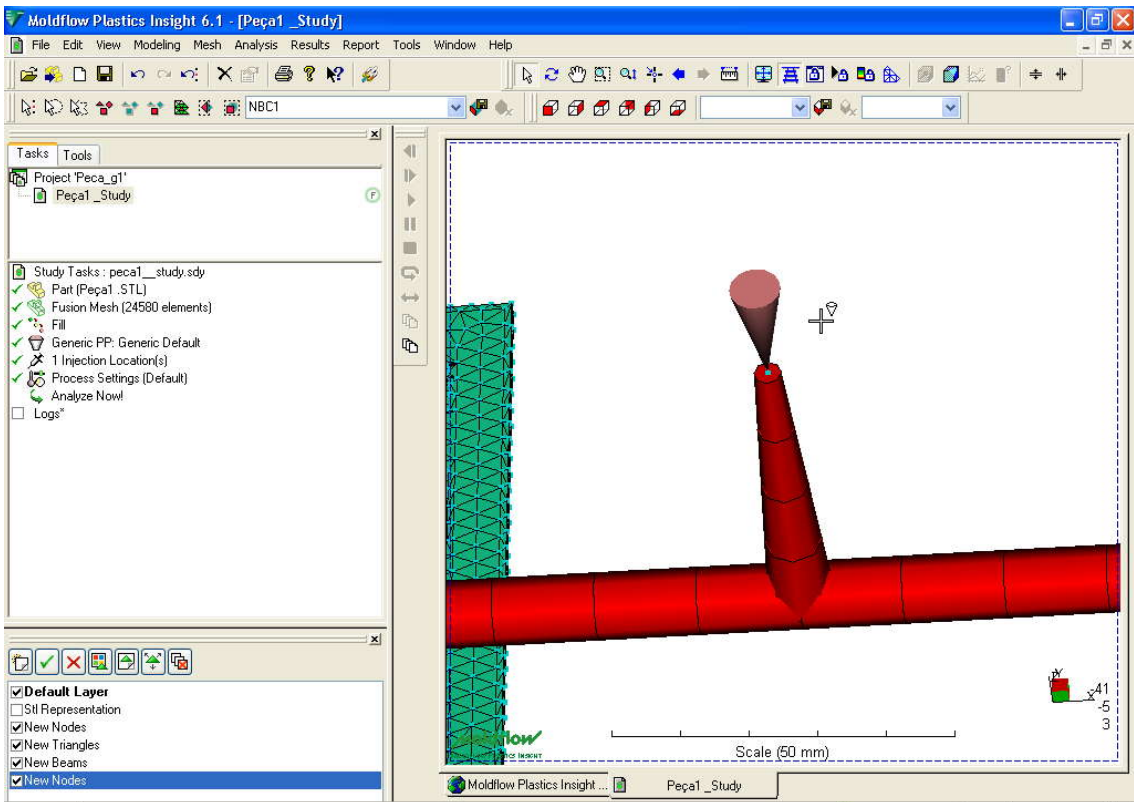 Moldflow Plastics Insight 6.1 - [Peça1 _Study]
File Edit View Modeling Mesh Analysis Results Report Tools Window Help
NBC1
Tasks Tools
Project 'Peca_g1'
Peça1 _Study
F
Study Tasks : peca1__study.sdy
Part (Peça1 .STL)
Fusion Mesh (24580 elements)
Fill
Generic PP: Generic Default
1 Injection Location(s)
Process Settings (Default)
Analyze Now!
Logs*
Default Layer
Stl Representation
New Nodes
New Triangles
New Beams
New Nodes
Y
x
-41
-5
3
Scale (50 mm)
Moldflow Plastics Insight ...
Peça1 _Study